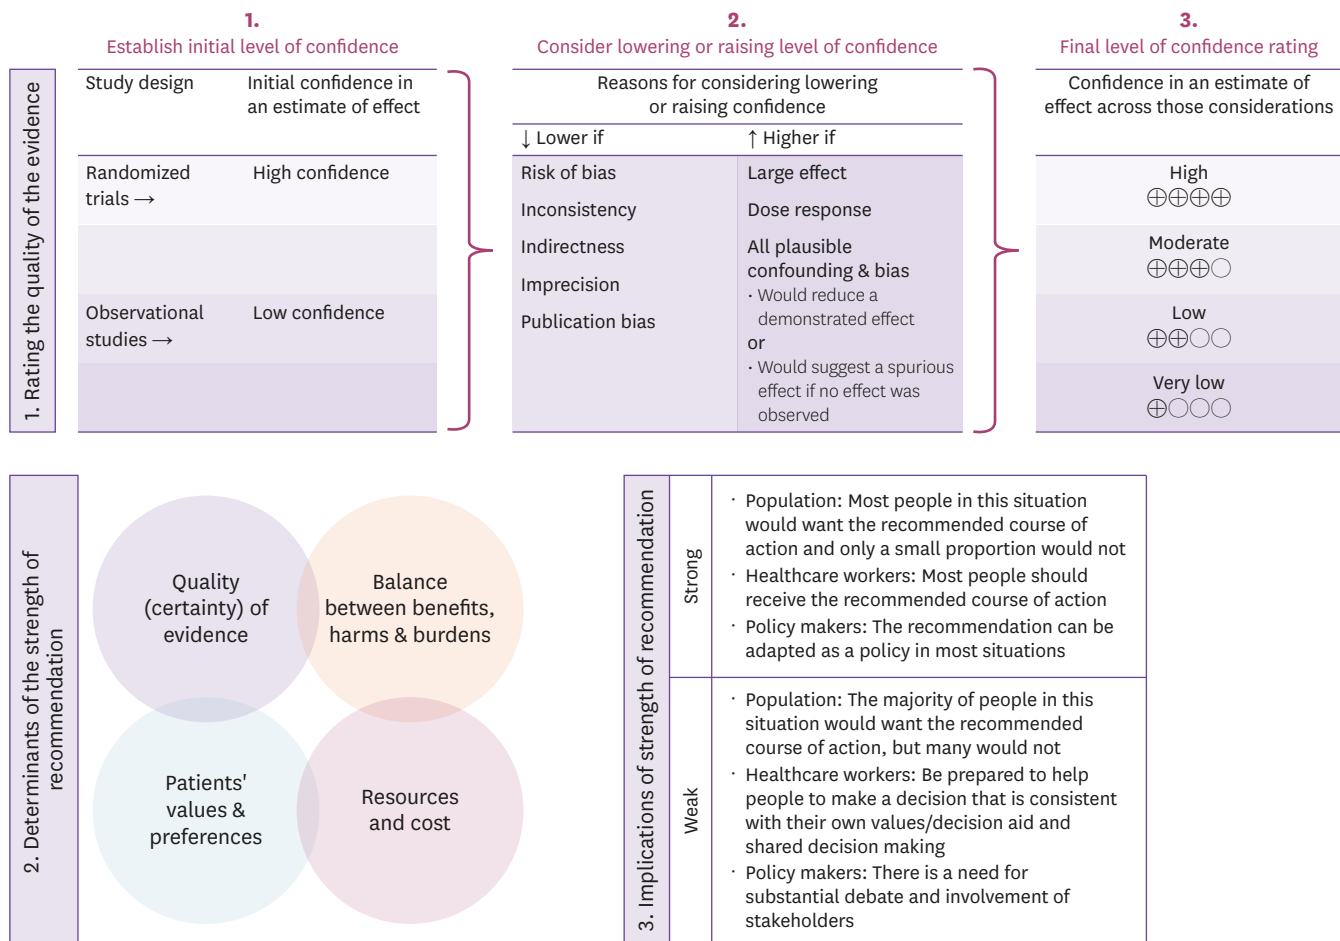 1.
Establish initial level of confidence
2.
Consider lowering or raising level of confidence
3.
Final level of confidence rating
1. Rating the quality of the evidence
Study design
Initial confidence in
an estimate of effect
Randomized
trials →
High confidence
Observational
studies →
Low confidence
Reasons for considering lowering
or raising confidence
↓ Lower if
↑ Higher if
Risk of bias
Inconsistency
Indirectness
Imprecision
Publication bias
Large effect
Dose response
All plausible
confounding & bias
· Would reduce a
demonstrated effect
or
· Would suggest a spurious
effect if no effect was
observed
Confidence in an estimate of
effect across those considerations
High
⊕⊕⊕⊕
Moderate
⊕⊕⊕○
Low
⊕⊕○○
Very low
⊕○○○
2. Determinants of the strength of
recommendation
Quality
(certainty) of
evidence
Balance
between benefits,
harms & burdens
Patients'
values &
preferences
Resources
and cost
3. Implications of strength of recommendation
Strong
· Population: Most people in this situation
would want the recommended course of
action and only a small proportion would not
· Healthcare workers: Most people should
receive the recommended course of action
· Policy makers: The recommendation can be
adapted as a policy in most situations
Weak
· Population: The majority of people in this
situation would want the recommended
course of action, but many would not
· Healthcare workers: Be prepared to help
people to make a decision that is consistent
with their own values/decision aid and
shared decision making
· Policy makers: There is a need for
substantial debate and involvement of
stakeholders